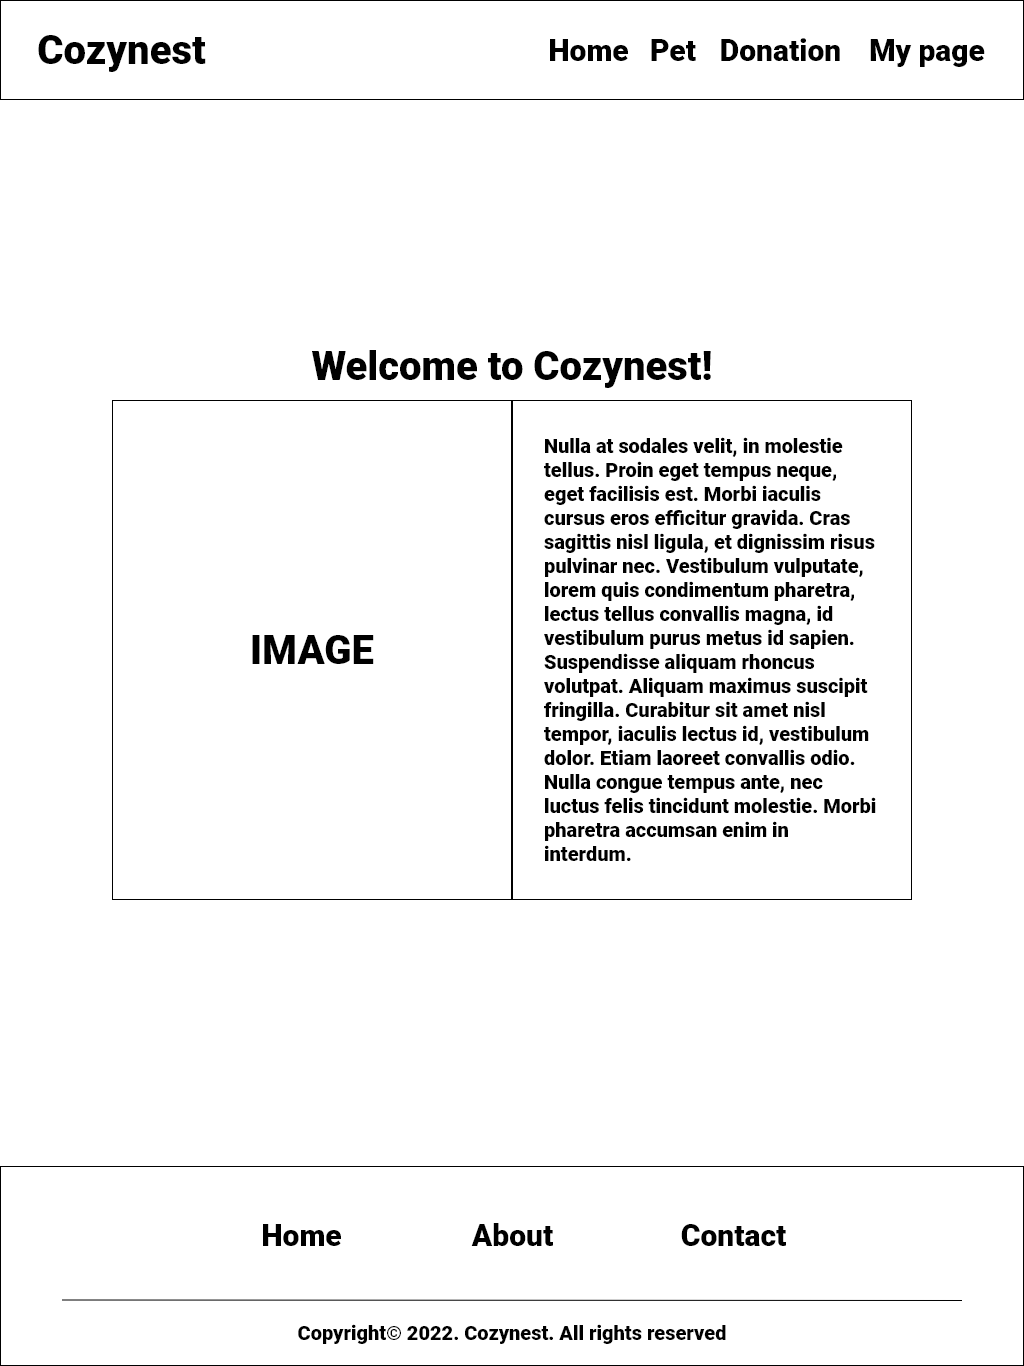 Cozynest
Home Pet Donation My page
Welcome to Cozynest!
IMAGE
Nulla at sodales velit, in molestie
tellus. Proin eget tempus neque,
eget facilisis est. Morbi iaculis
cursus eros efficitur gravida. Cras
sagittis nisl ligula, et dignissim risus
pulvinar nec. Vestibulum vulputate,
lorem quis condimentum pharetra,
lectus tellus convallis magna, id
vestibulum purus metus id sapien.
Suspendisse aliquam rhoncus
volutpat. Aliquam maximus suscipit
fringilla. Curabitur sit amet nisl
tempor, iaculis lectus id, vestibulum
dolor. Etiam laoreet convallis odio.
Nulla congue tempus ante, nec
luctus felis tincidunt molestie. Morbi
pharetra accumsan enim in
interdum.
Home About Contact
Copyright© 2022. Cozynest. All rights reserved